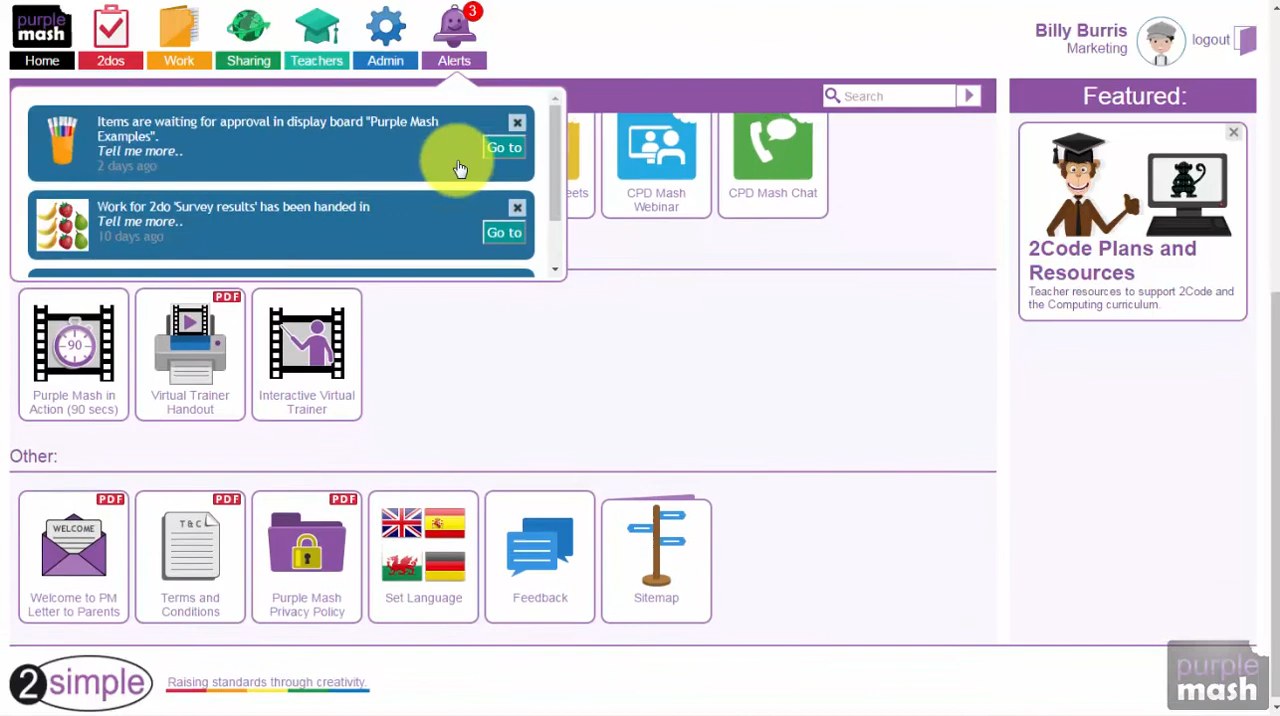 purple
mash
Home
2dos
Work
Sharing
Teachers
Admin
3
Alerts
Billy Burris
Marketing
logout
Search
Featured:
Items are waiting for approval in display board "Purple Mash
Examples".
Tell me more..
2 days ago
Go to
Work for 2do 'Survey results' has been handed in
Tell me more..
10 days ago
Go to
CPD Mash
Webinar
CPD Mash Chat
2Code Plans and
Resources
Teacher resources to support 2Code and
the Computing curriculum.
90
Purple Mash in
Action (90 secs)
PDF
Virtual Trainer
Handout
Interactive Virtual
Trainer
Other:
WELCOME
PDF
Welcome to PM
Letter to Parents
T & C
PDF
Terms and
Conditions
PDF
Purple Mash
Privacy Policy
Set Language
Feedback
Sitemap
2simple
Raising standards through creativity.
purple
mash